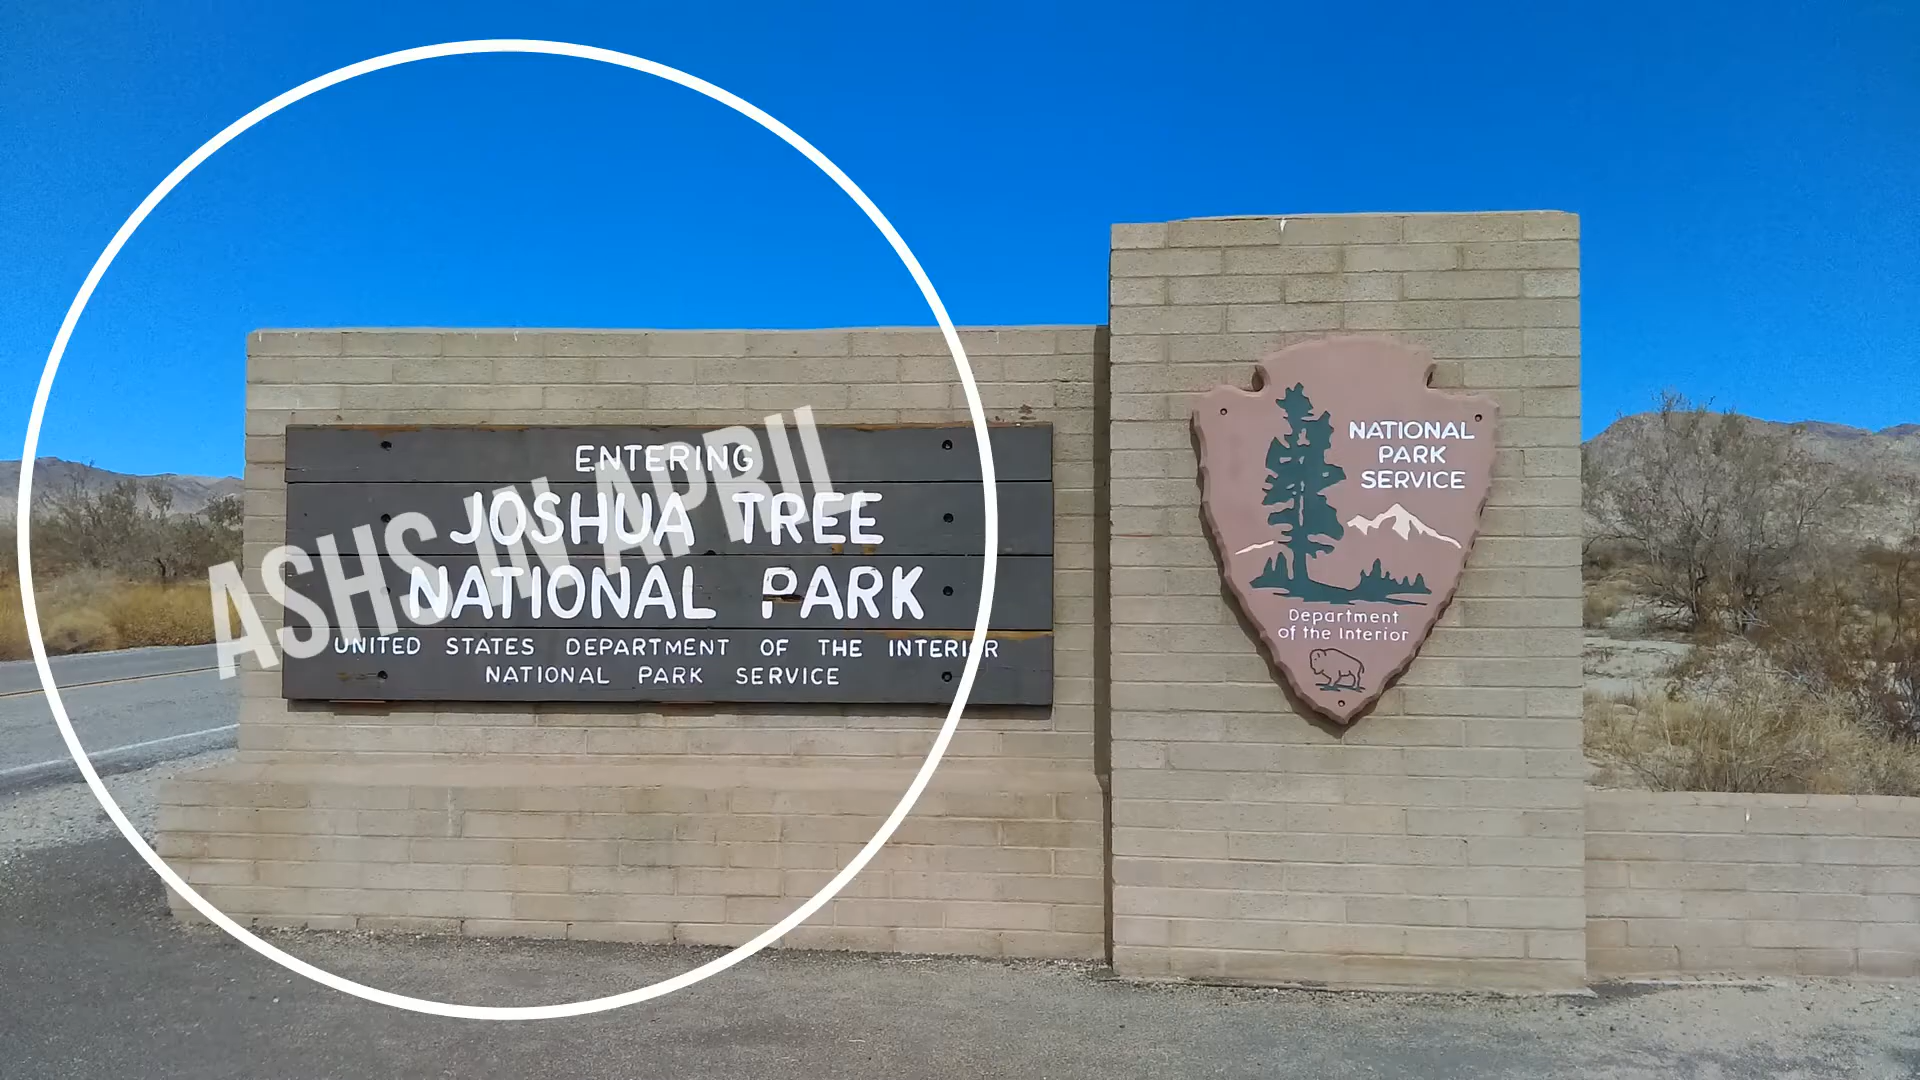 ENTERING
JOSHUA TREE
NATIONAL PARK
UNITED STATES DEPARTMENT OF THE INTERIOR
NATIONAL PARK SERVICE
ASHS IN APRIL
NATIONAL
PARK
SERVICE
Department
of the Interior